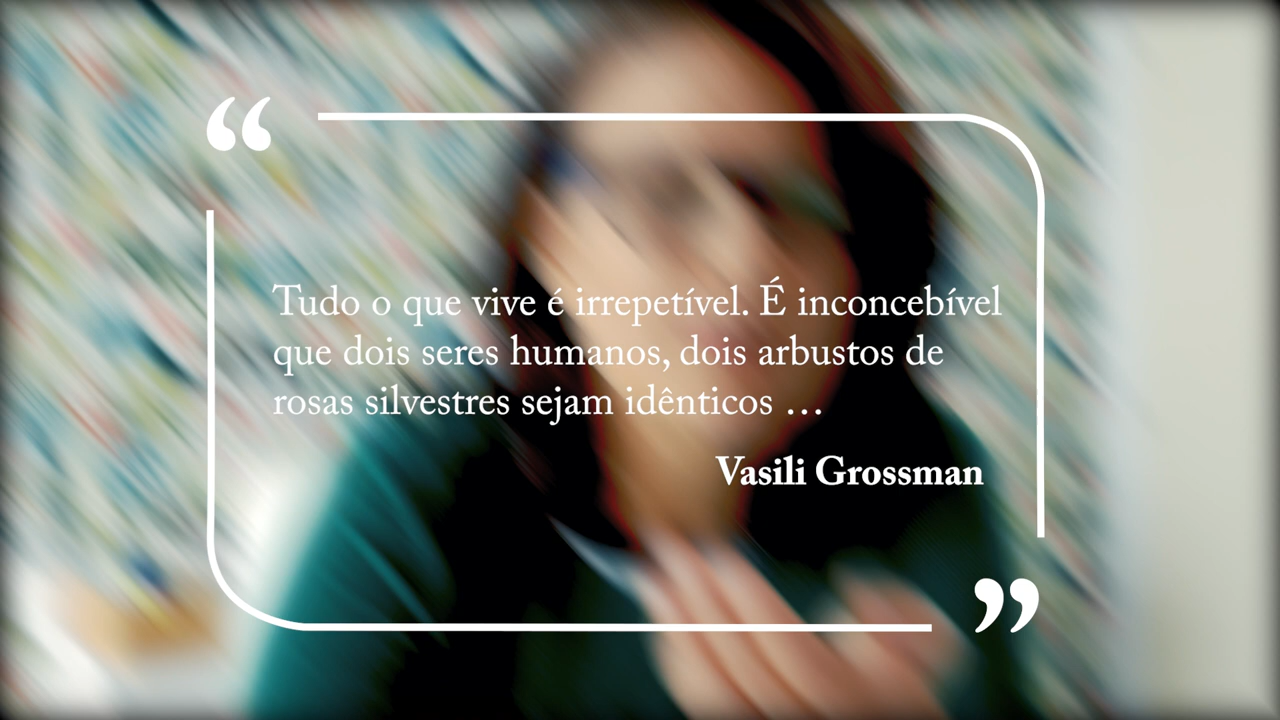 “
Tudo o que vive é irrepetível. É inconcebível
que dois seres humanos, dois arbustos de
rosas silvestres sejam idênticos …
Vasili Grossman
”